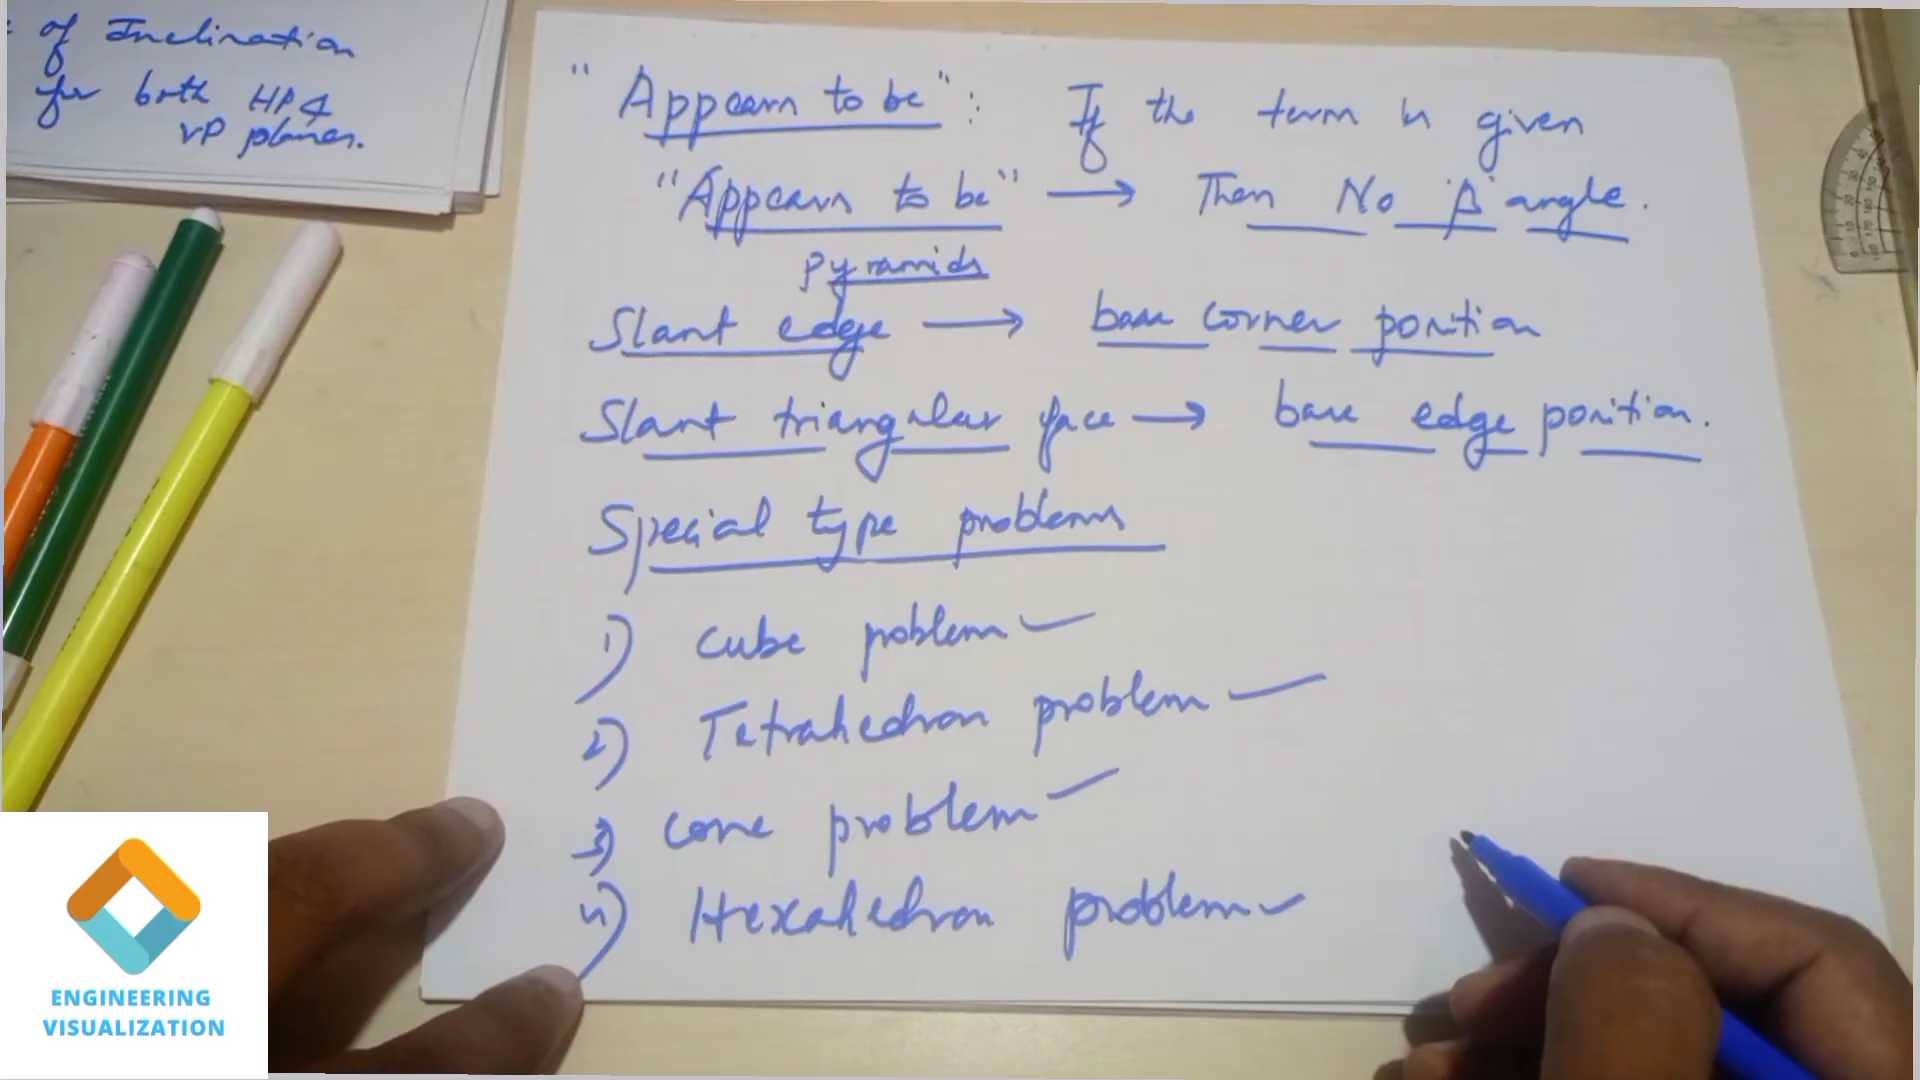 of Inclination
for both HP &
VP planes.
"Appears to be": If the term is given
"Appears to be" → Then No 'β' angle.
Pyramids
Slant edge → base corner position
Slant triangular face → base edge position.
Special type problems
1) Cube problem
2) Tetrahedron problem
3) Cone problem
4) Hexahedron problem
ENGINEERING
VISUALIZATION